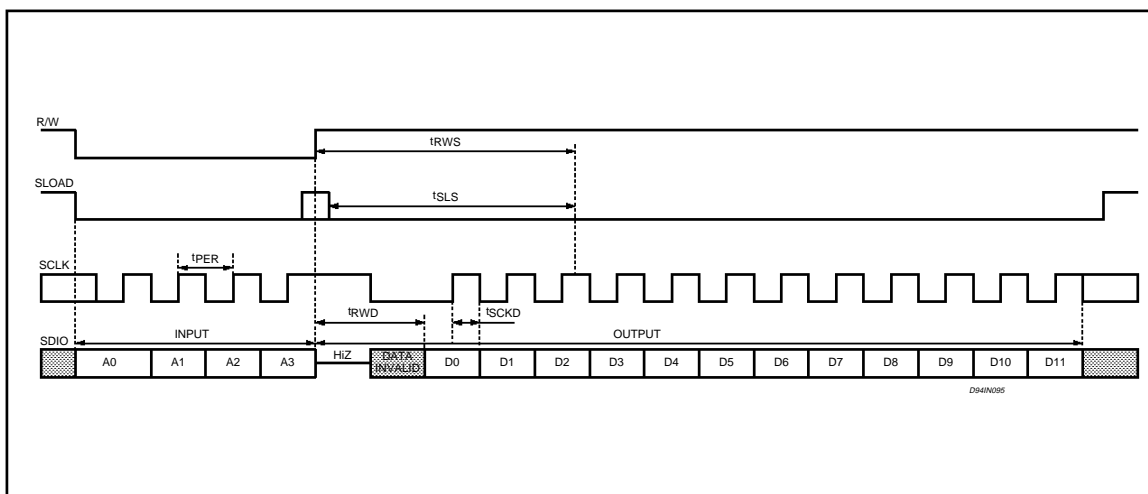 R/W
tRWS
SLOAD
tSLS
SCLK
tPER
tRWD
tSCKD
SDIO
INPUT
OUTPUT
A0 A1 A2 A3 HiZ DATA INVALID D0 D1 D2 D3 D4 D5 D6 D7 D8 D9 D10 D11
D94IN095